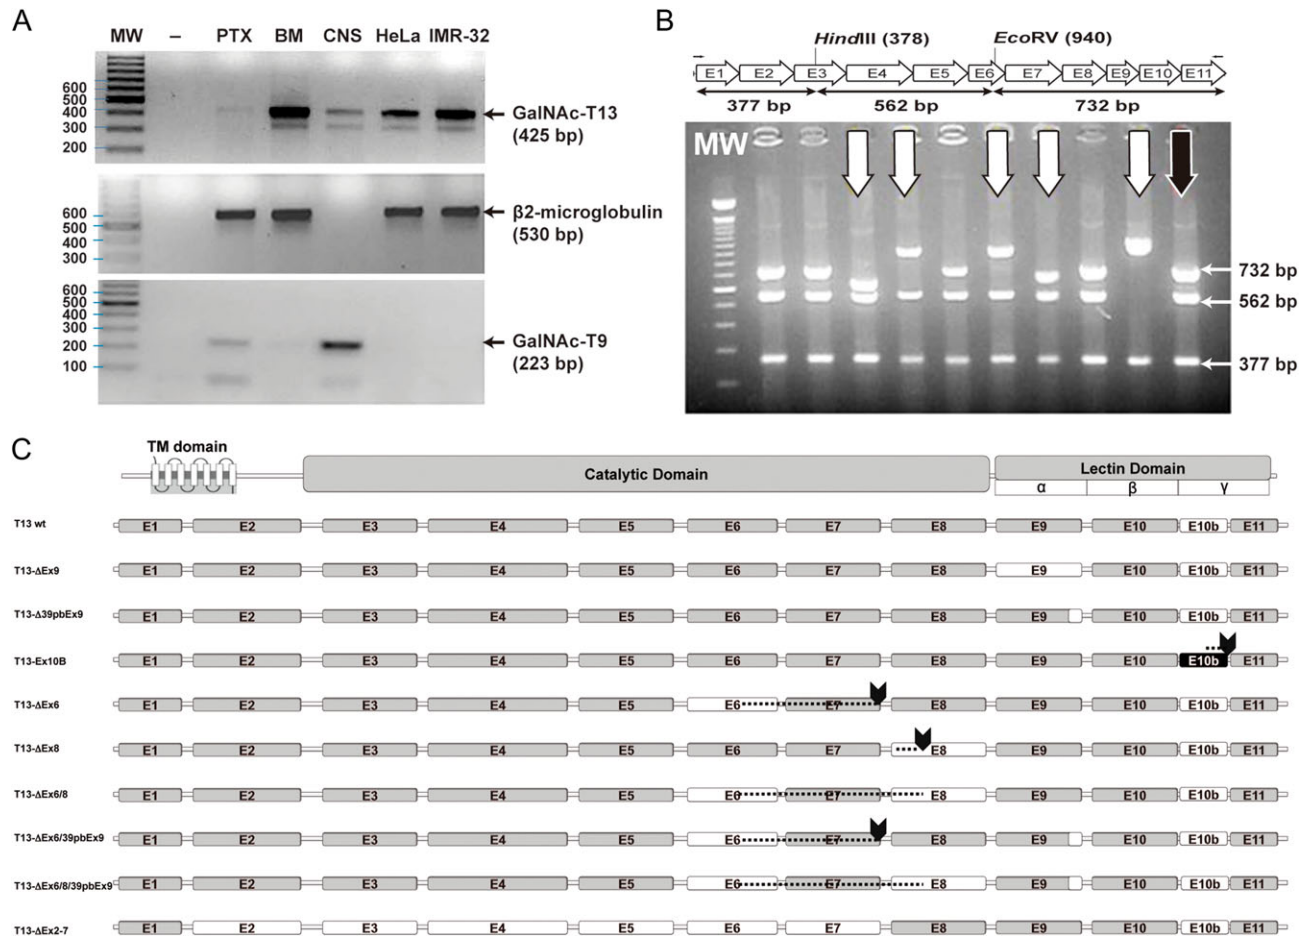 A
MW – PTX BM CNS HeLa IMR-32
600
500
400
300
200
GalNAc-T13
(425 bp)
600
500
400
300
β2-microglobulin
(530 bp)
600
500
400
300
200
100
GalNAc-T9
(223 bp)
B
HindIII (378) EcoRV (940)
E1 E2 E3 E4 E5 E6 E7 E8 E9 E10 E11
377 bp 562 bp 732 bp
MW
732 bp
562 bp
377 bp
C
TM domain
Catalytic Domain
Lectin Domain
α β γ
T13 wt E1 E2 E3 E4 E5 E6 E7 E8 E9 E10 E10b E11
T13-ΔEx9 E1 E2 E3 E4 E5 E6 E7 E8 E9 E10 E10b E11
T13-Δ39pbEx9 E1 E2 E3 E4 E5 E6 E7 E8 E9 E10 E10b E11
T13-Ex10B E1 E2 E3 E4 E5 E6 E7 E8 E9 E10 E10b E11
T13-ΔEx6 E1 E2 E3 E4 E5 E6 E7 E8 E9 E10 E10b E11
T13-ΔEx8 E1 E2 E3 E4 E5 E6 E7 E8 E9 E10 E10b E11
T13-ΔEx6/8 E1 E2 E3 E4 E5 E6 E7 E8 E9 E10 E10b E11
T13-ΔEx6/39pbEx9 E1 E2 E3 E4 E5 E6 E7 E8 E9 E10 E10b E11
T13-ΔEx6/8/39pbEx9 E1 E2 E3 E4 E5 E6 E7 E8 E9 E10 E10b E11
T13-ΔEx2-7 E1 E2 E3 E4 E5 E6 E7 E8 E9 E10 E10b E11